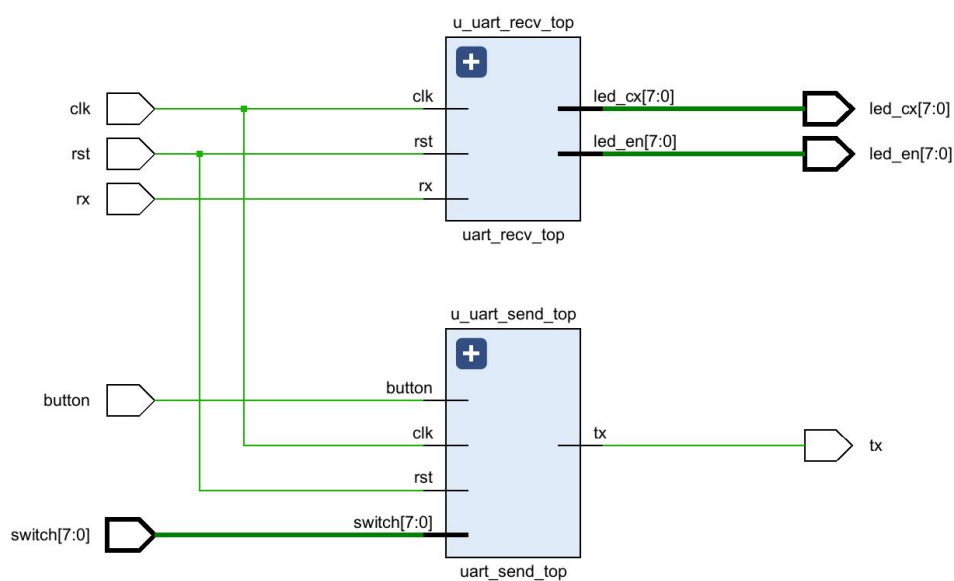 u_uart_recv_top
clk
clk
led_cx[7:0]
led_cx[7:0]
rst
rst
led_en[7:0]
led_en[7:0]
rx
rx
uart_recv_top
u_uart_send_top
button
button
clk
tx
tx
rst
switch[7:0]
switch[7:0]
uart_send_top